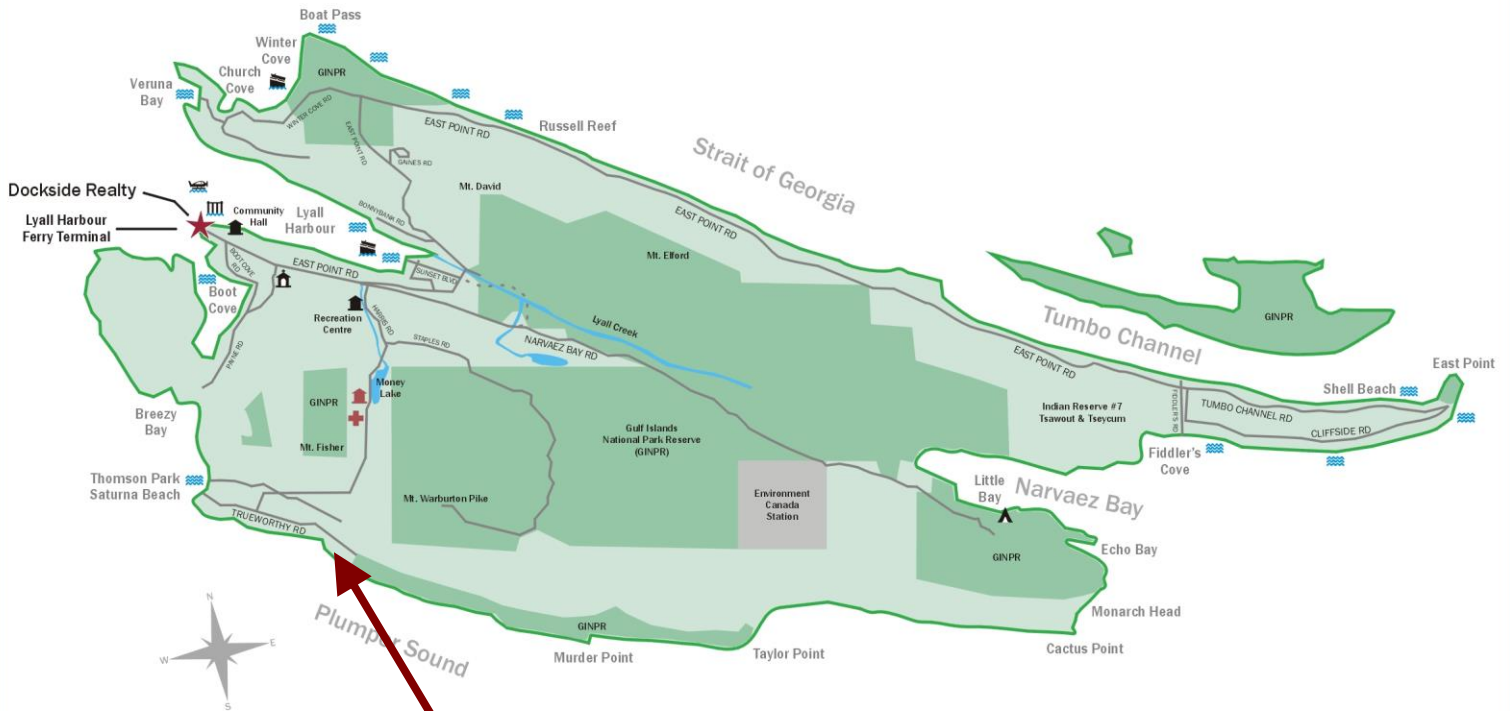 Boat Pass
Winter
Cove
Church
Cove
Veruna
Bay
GINPR
WINTER COVE RD
EAST POINT RD
EAST POINT RD
Russell Reef
GAINES RD
Mt. David
BONNYBANK RD
Strait of Georgia
Dockside Realty
Lyall Harbour
Ferry Terminal
Community
Hall
Lyall
Harbour
EAST POINT RD
Mt. Elford
BOOT COVE
RD
EAST POINT RD
SUNSET BLVD
Boot
Cove
Recreation
Centre
HARRIS RD
Lyall Creek
STAPLES RD
NARVAEZ BAY RD
PAYNE RD
Tumbo Channel
GINPR
EAST POINT RD
East Point
Shell Beach
Money
Lake
GINPR
Breezy
Bay
Mt. Fisher
Gulf Islands
National Park Reserve
(GINPR)
Indian Reserve #7
Tsawout & Tseycum
FIDDLER'S RD
TUMBO CHANNEL RD
CLIFFSIDE RD
Fiddler's
Cove
Thomson Park
Saturna Beach
Mt. Warburton Pike
Environment
Canada
Station
Little
Bay
Narvaez Bay
TRUEWORTHY RD
GINPR
Echo Bay
Monarch Head
Cactus Point
Plumper Sound
GINPR
Murder Point
Taylor Point
N
W
E
S